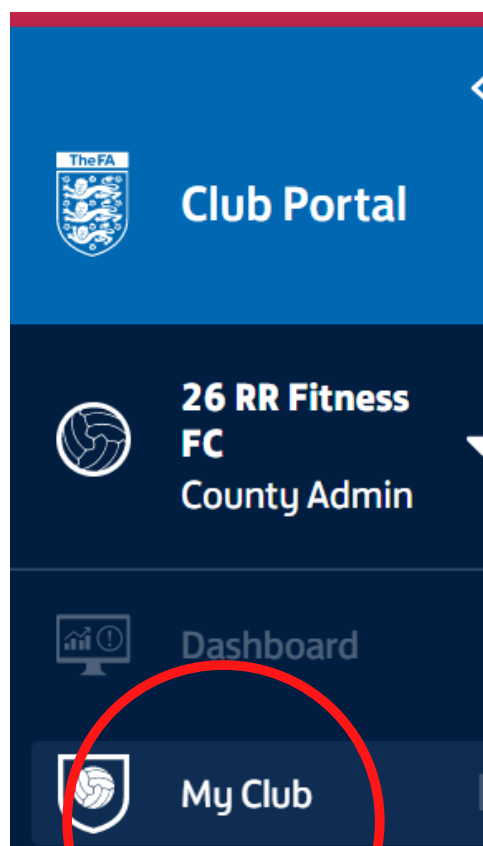 TheFA
Club Portal
26 RR Fitness
FC
County Admin
Dashboard
My Club